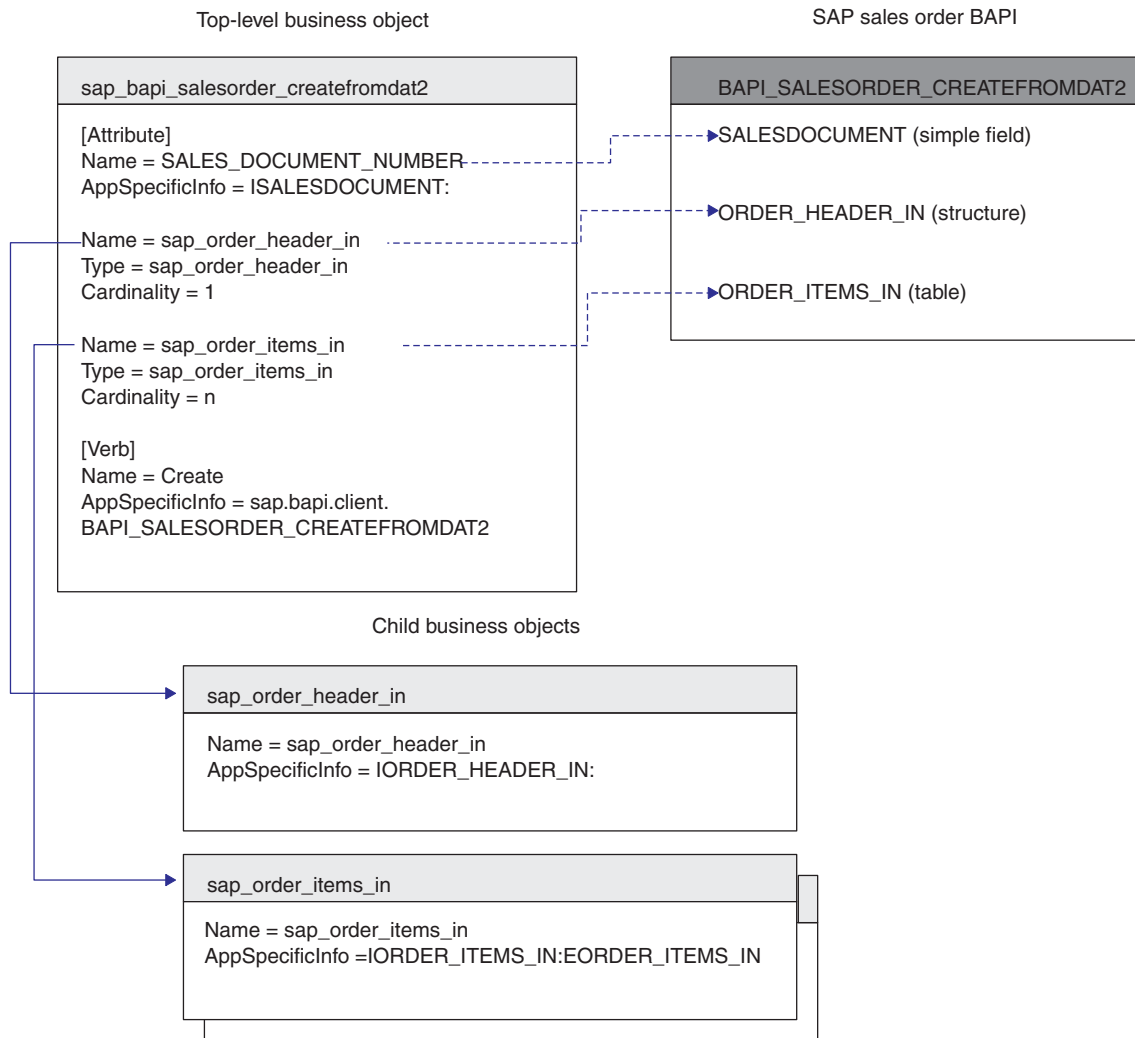 Top-level business object
SAP sales order BAPI
sap_bapi_salesorder_createfromdat2
[Attribute]
Name = SALES_DOCUMENT_NUMBER
AppSpecificInfo = ISALESDOCUMENT:
Name = sap_order_header_in
Type = sap_order_header_in
Cardinality = 1
Name = sap_order_items_in
Type = sap_order_items_in
Cardinality = n
[Verb]
Name = Create
AppSpecificInfo = sap.bapi.client.
BAPI_SALESORDER_CREATEFROMDAT2
BAPI_SALESORDER_CREATEFROMDAT2
SALESDOCUMENT (simple field)
ORDER_HEADER_IN (structure)
ORDER_ITEMS_IN (table)
Child business objects
sap_order_header_in
Name = sap_order_header_in
AppSpecificInfo = IORDER_HEADER_IN:
sap_order_items_in
Name = sap_order_items_in
AppSpecificInfo =IORDER_ITEMS_IN:EORDER_ITEMS_IN